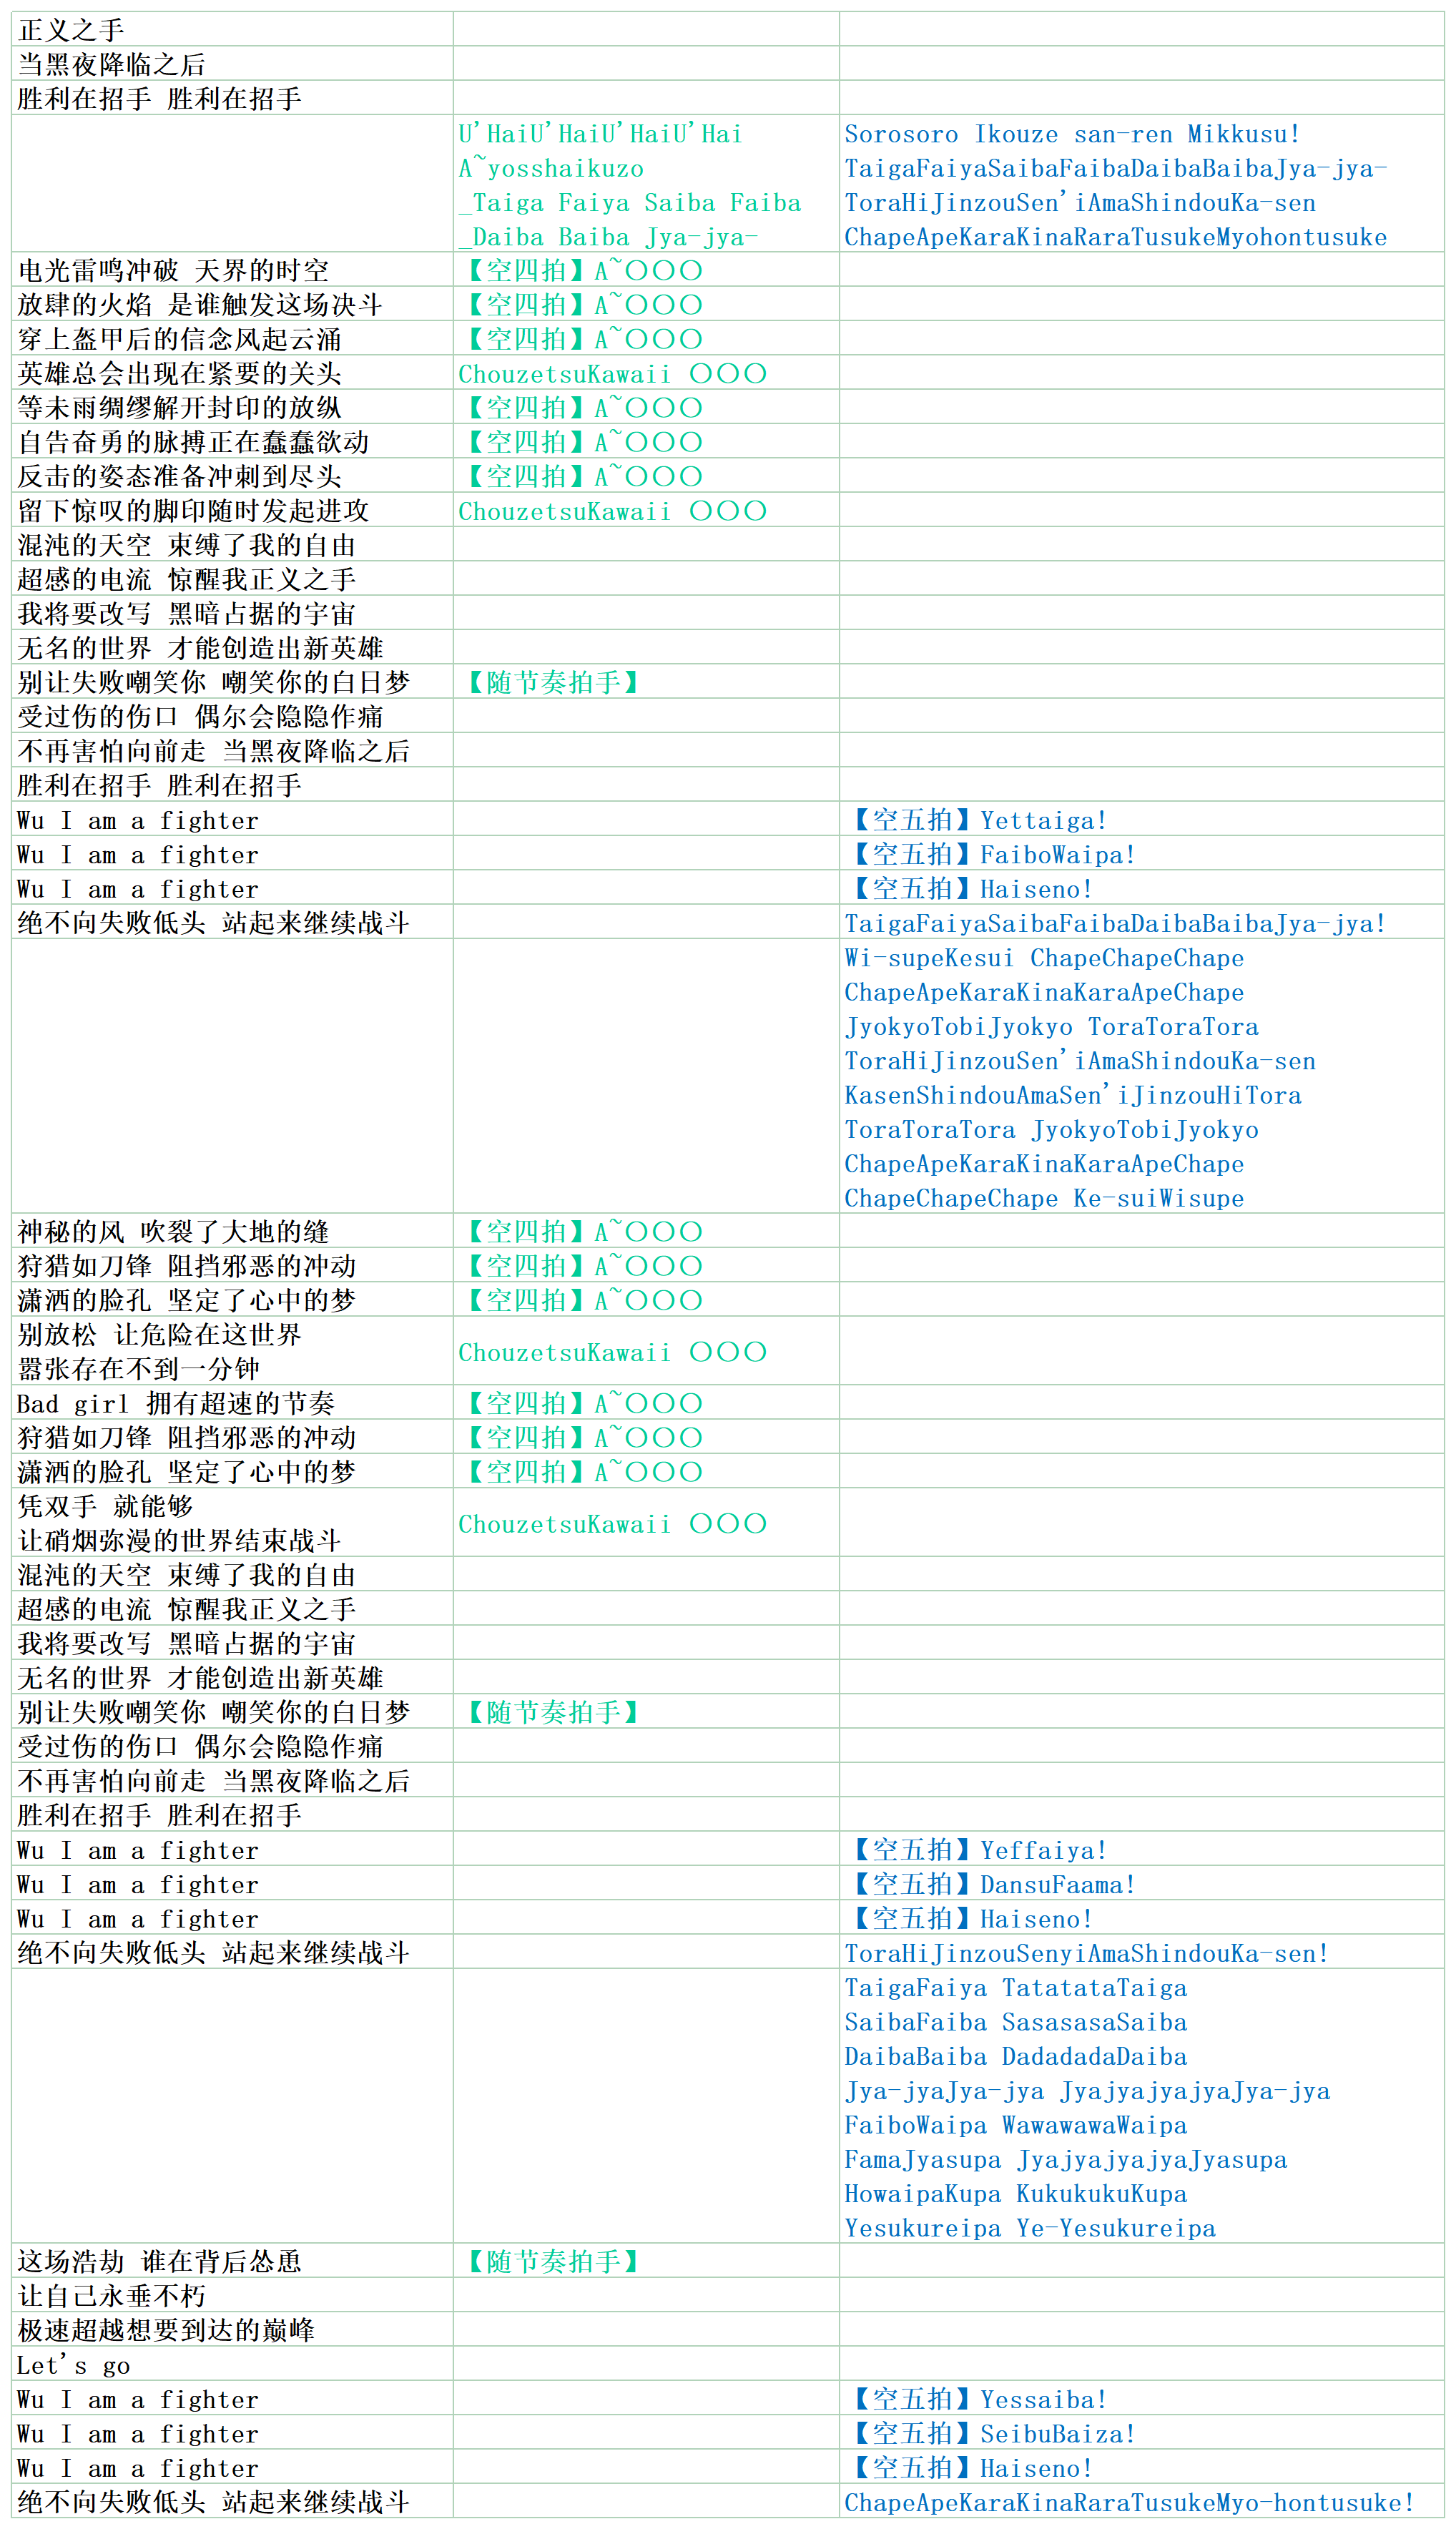 正义之手
当黑夜降临之后
胜利在招手 胜利在招手
U'HaiU'HaiU'HaiU'Hai
A~yosshaikuzo
_Taiga Faiya Saiba Faiba
_Daiba Baiba Jya-jya-
Sorosoro Ikouze san-ren Mikkusu!
TaigaFaiyaSaibaFaibaDaibaBaibaJya-jya-
ToraHiJinzouSen'iAmaShindouKa-sen
ChapeApeKaraKinaRaraTusukeMyohontusuke
电光雷鸣冲破 天界的时空 【空四拍】A~〇〇〇
放肆的火焰 是谁触发这场决斗 【空四拍】A~〇〇〇
穿上盔甲后的信念风起云涌 【空四拍】A~〇〇〇
英雄总会出现在紧要的关头 ChouzetsuKawaii 〇〇〇
等未雨绸缪解开封印的放纵 【空四拍】A~〇〇〇
自告奋勇的脉搏正在蠢蠢欲动 【空四拍】A~〇〇〇
反击的姿态准备冲刺到尽头 【空四拍】A~〇〇〇
留下惊叹的脚印随时发起进攻 ChouzetsuKawaii 〇〇〇
混沌的天空 束缚了我的自由
超感的电流 惊醒我正义之手
我将要改写 黑暗占据的宇宙
无名的世界 才能创造出新英雄
别让失败嘲笑你 嘲笑你的白日梦 【随节奏拍手】
受过伤的伤口 偶尔会隐隐作痛
不再害怕向前走 当黑夜降临之后
胜利在招手 胜利在招手
Wu I am a fighter 【空五拍】Yettaiga!
Wu I am a fighter 【空五拍】FaiboWaipa!
Wu I am a fighter 【空五拍】Haiseno!
绝不向失败低头 站起来继续战斗 TaigaFaiyaSaibaFaibaDaibaBaibaJya-jya!
Wi-supeKesui ChapeChapeChape
ChapeApeKaraKinaKaraApeChape
JyokyoTobiJyokyo ToraToraTora
ToraHiJinzouSen'iAmaShindouKa-sen
KasenShindouAmaSen'iJinzouHiTora
ToraToraTora JyokyoTobiJyokyo
ChapeApeKaraKinaKaraApeChape
ChapeChapeChape Ke-suiWisupe
神秘的风 吹裂了大地的缝 【空四拍】A~〇〇〇
狩猎如刀锋 阻挡邪恶的冲动 【空四拍】A~〇〇〇
潇洒的脸孔 坚定了心中的梦 【空四拍】A~〇〇〇
别放松 让危险在这世界
嚣张存在不到一分钟
ChouzetsuKawaii 〇〇〇
Bad girl 拥有超速的节奏 【空四拍】A~〇〇〇
狩猎如刀锋 阻挡邪恶的冲动 【空四拍】A~〇〇〇
潇洒的脸孔 坚定了心中的梦 【空四拍】A~〇〇〇
凭双手 就能够
让硝烟弥漫的世界结束战斗
ChouzetsuKawaii 〇〇〇
混沌的天空 束缚了我的自由
超感的电流 惊醒我正义之手
我将要改写 黑暗占据的宇宙
无名的世界 才能创造出新英雄
别让失败嘲笑你 嘲笑你的白日梦 【随节奏拍手】
受过伤的伤口 偶尔会隐隐作痛
不再害怕向前走 当黑夜降临之后
胜利在招手 胜利在招手
Wu I am a fighter 【空五拍】Yeffaiya!
Wu I am a fighter 【空五拍】DansuFaama!
Wu I am a fighter 【空五拍】Haiseno!
绝不向失败低头 站起来继续战斗 ToraHiJinzouSenyiAmaShindouKa-sen!
TaigaFaiya TatatataTaiga
SaibaFaiba SasasasaSaiba
DaibaBaiba DadadadaDaiba
Jya-jyaJya-jya JyajyajyajyaJya-jya
FaiboWaipa WawawawaWaipa
FamaJyasupa JyajyajyajyaJyasupa
HowaipaKupa KukukukuKupa
Yesukureipa Ye-Yesukureipa
这场浩劫 谁在背后怂恿 【随节奏拍手】
让自己永垂不朽
极速超越想要到达的巅峰
Let's go
Wu I am a fighter 【空五拍】Yessaiba!
Wu I am a fighter 【空五拍】SeibuBaiza!
Wu I am a fighter 【空五拍】Haiseno!
绝不向失败低头 站起来继续战斗 ChapeApeKaraKinaRaraTusukeMyo-hontusuke!